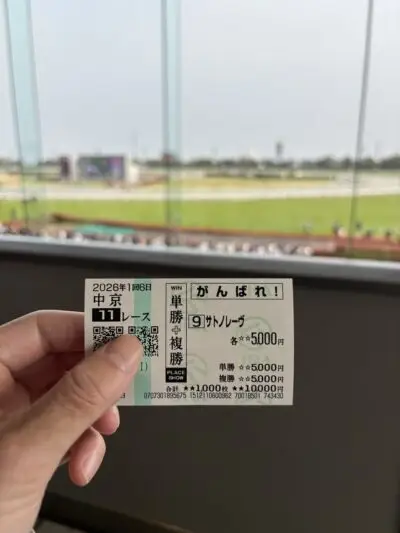 2026年1回6日
中京
11レース
WIN
単勝+複勝
PLACE SHOW
がんばれ!
9 サトノレーヴ
各☆☆5,000円
単勝 ☆☆5,000円
複勝 ☆☆5,000円
合計 ★★1,000枚 ★★10,000円